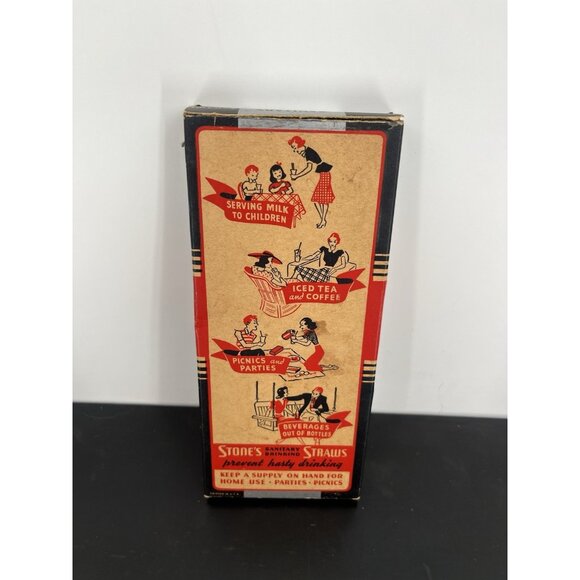 SERVING MILK
TO CHILDREN
ICED TEA
and COFFEE
PICNICS and
PARTIES
BEVERAGES
OUT OF BOTTLES
STONE'S SANITARY DRINKING STRAWS
prevent hasty drinking
KEEP A SUPPLY ON HAND FOR
HOME USE • PARTIES • PICNICS